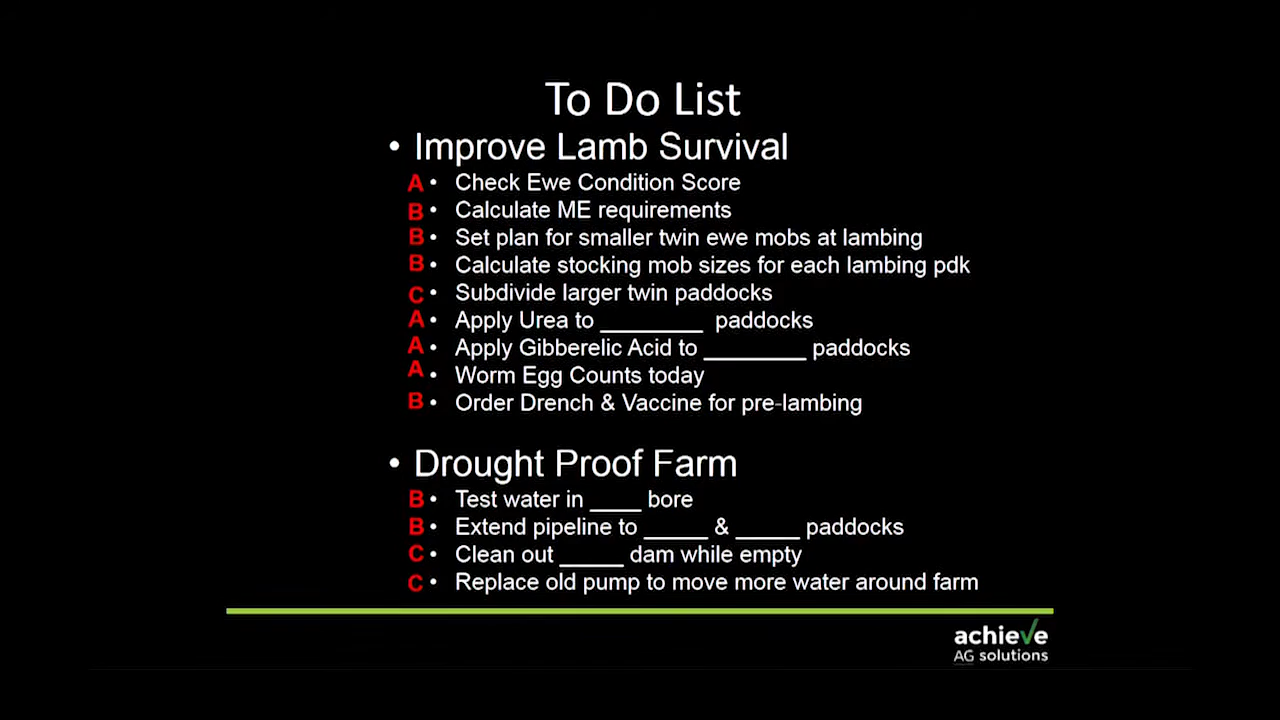 To Do List
• Improve Lamb Survival
A • Check Ewe Condition Score
B • Calculate ME requirements
B • Set plan for smaller twin ewe mobs at lambing
B • Calculate stocking mob sizes for each lambing pdk
C • Subdivide larger twin paddocks
A • Apply Urea to ________ paddocks
A • Apply Gibberelic Acid to ________ paddocks
A • Worm Egg Counts today
B • Order Drench & Vaccine for pre-lambing
• Drought Proof Farm
B • Test water in ____ bore
B • Extend pipeline to _____ & _____ paddocks
C • Clean out _____ dam while empty
C • Replace old pump to move more water around farm
achieve
AG solutions